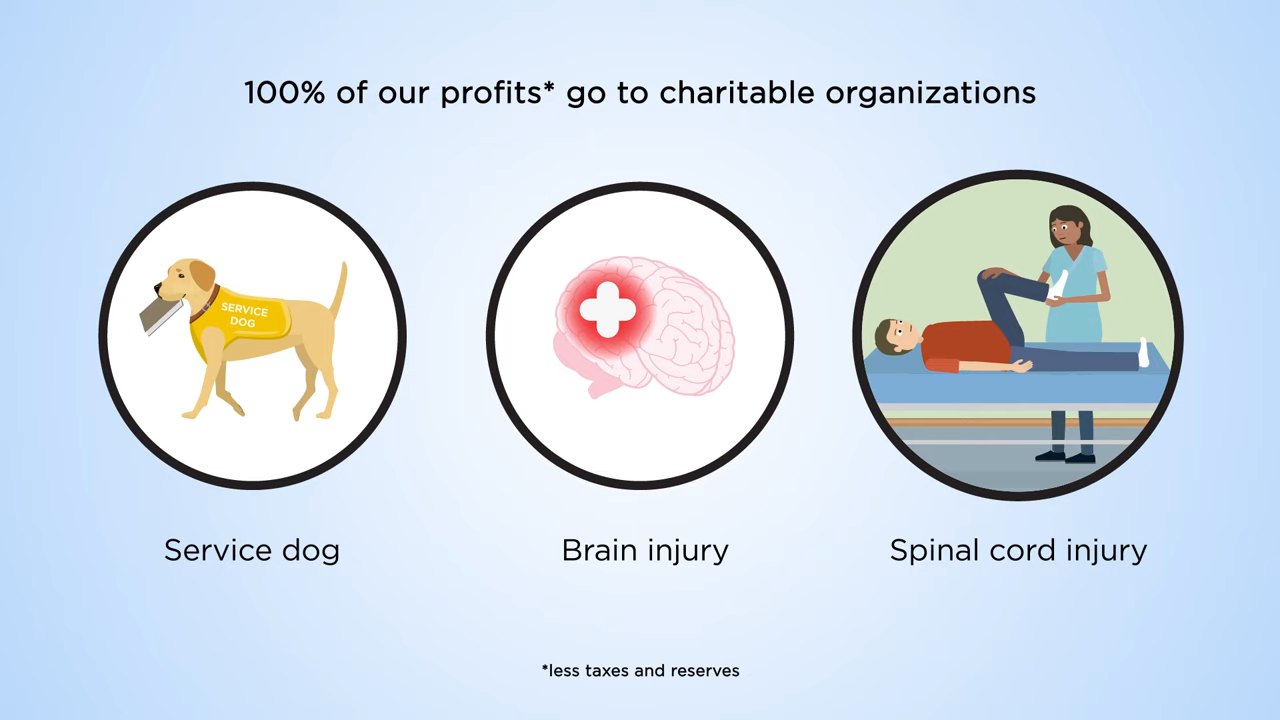 100% of our profits* go to charitable organizations
SERVICE
DOG
Service dog
Brain injury
Spinal cord injury
*less taxes and reserves